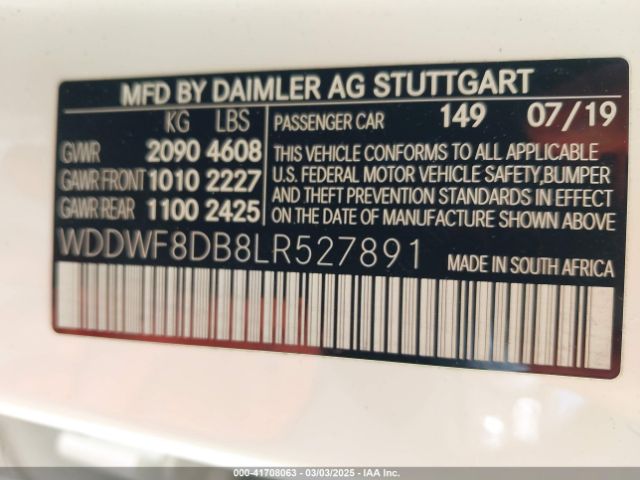 MFD BY DAIMLER AG STUTTGART
KG LBS
GVWR 2090 4608
GAWR FRONT 1010 2227
GAWR REAR 1100 2425
PASSENGER CAR 149 07/19
THIS VEHICLE CONFORMS TO ALL APPLICABLE
U.S. FEDERAL MOTOR VEHICLE SAFETY,BUMPER
AND THEFT PREVENTION STANDARDS IN EFFECT
ON THE DATE OF MANUFACTURE SHOWN ABOVE
WDDWF8DB8LR527891
MADE IN SOUTH AFRICA
000-41708063 - 03/03/2025 - IAA Inc.